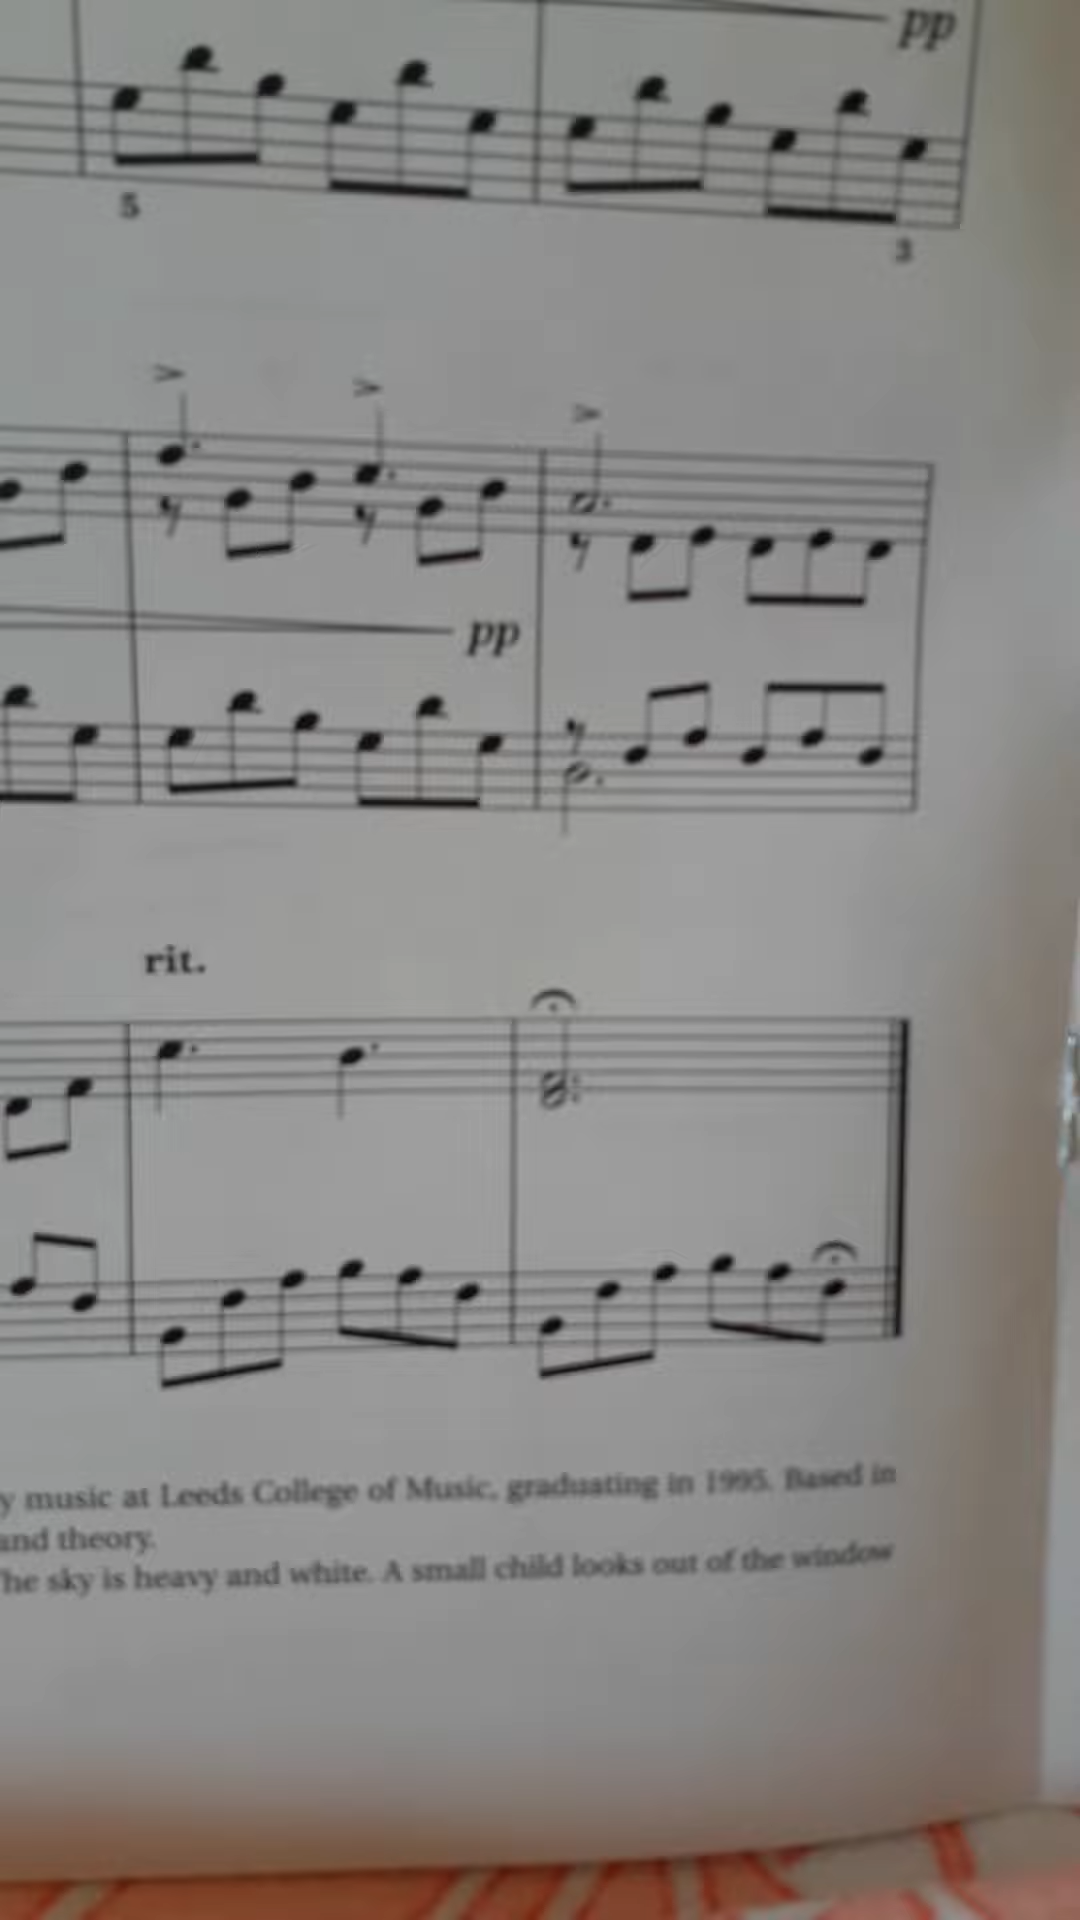 pp
5
3
pp
rit.
y music at Leeds College of Music, graduating in 1995. Based in
and theory.
The sky is heavy and white. A small child looks out of the window